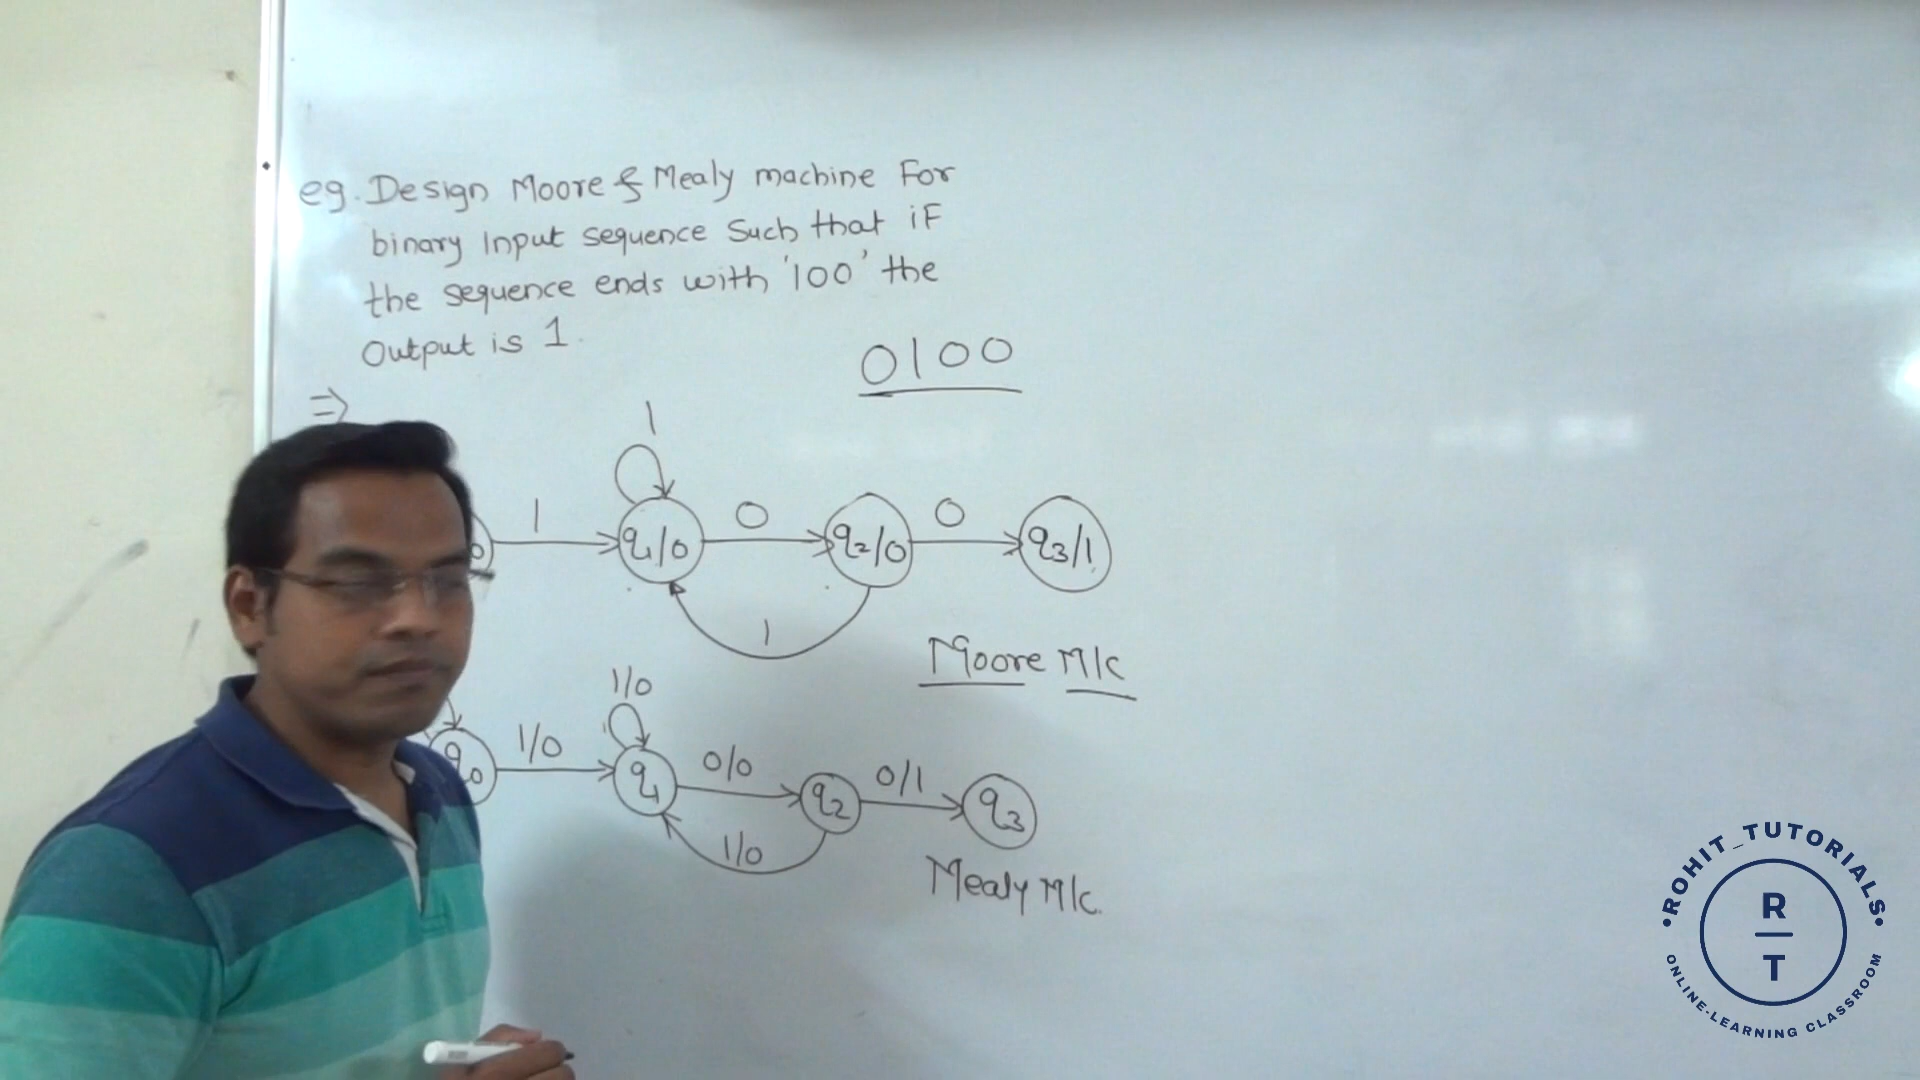 eg. Design Moore & Mealy machine For
binary Input sequence Such that iF
the sequence ends with '100' the
Output is 1.
0100
⇒
1
1
0
0
q1/0
q2/0
q3/1
1
Moore M/c
1/0
1/0
0/0
0/1
q0
q1
q2
q3
1/0
Mealy M/c.
•ROHIT_TUTORIALS•
R
T
ONLINE-LEARNING CLASSROOM